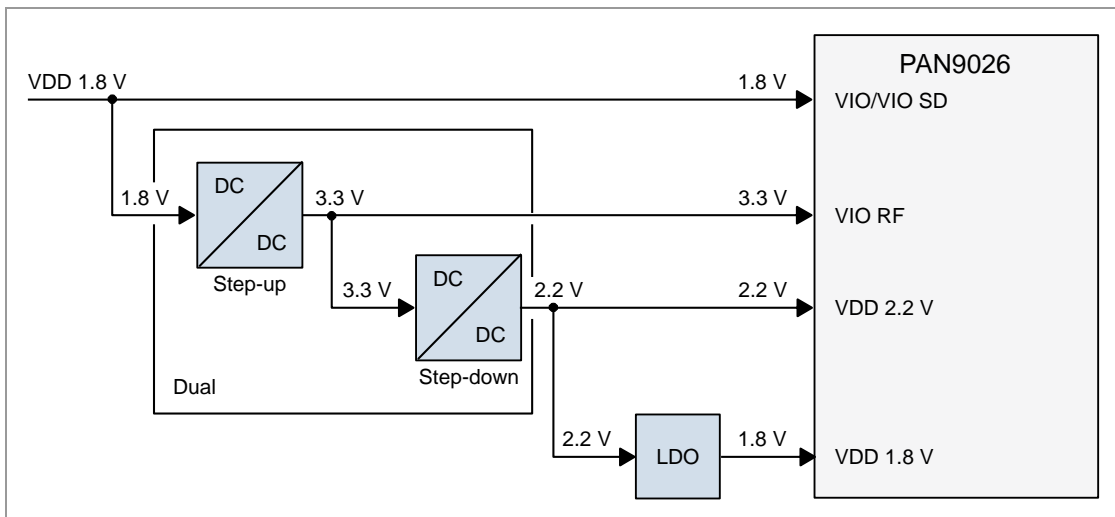 PAN9026
VDD 1.8 V
1.8 V
VIO/VIO SD
DC
DC
1.8 V
3.3 V
3.3 V
VIO RF
Step-up
DC
DC
3.3 V
2.2 V
2.2 V
VDD 2.2 V
Step-down
Dual
2.2 V
LDO
1.8 V
VDD 1.8 V